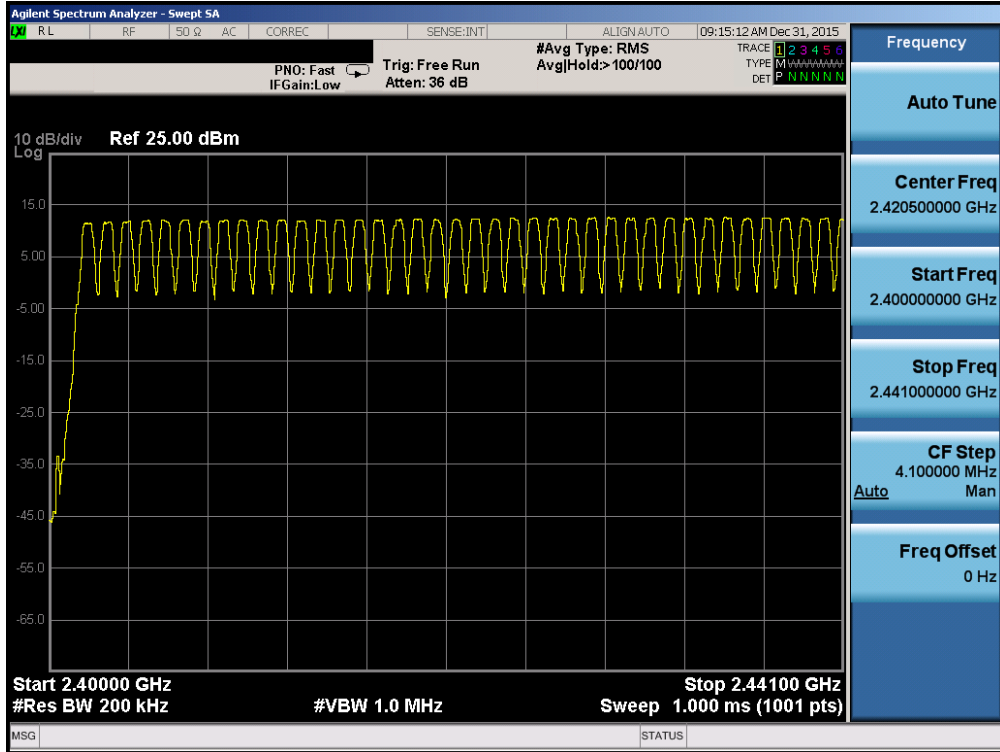 Agilent Spectrum Analyzer - Swept SA
LXI RL RF 50 Ω AC CORREC SENSE:INT ALIGN AUTO 09:15:12 AM Dec 31, 2015
#Avg Type: RMS TRACE 1 2 3 4 5 6
PNO: Fast Trig: Free Run Avg|Hold:>100/100 TYPE M WWWWW
IFGain:Low Atten: 36 dB DET P N N N N N
10 dB/div Ref 25.00 dBm
Log
15.0
5.00
-5.00
-15.0
-25.0
-35.0
-45.0
-55.0
-65.0
Start 2.40000 GHz Stop 2.44100 GHz
#Res BW 200 kHz #VBW 1.0 MHz Sweep 1.000 ms (1001 pts)
MSG STATUS
Frequency
Auto Tune
Center Freq
2.420500000 GHz
Start Freq
2.400000000 GHz
Stop Freq
2.441000000 GHz
CF Step
4.100000 MHz
Auto Man
Freq Offset
0 Hz